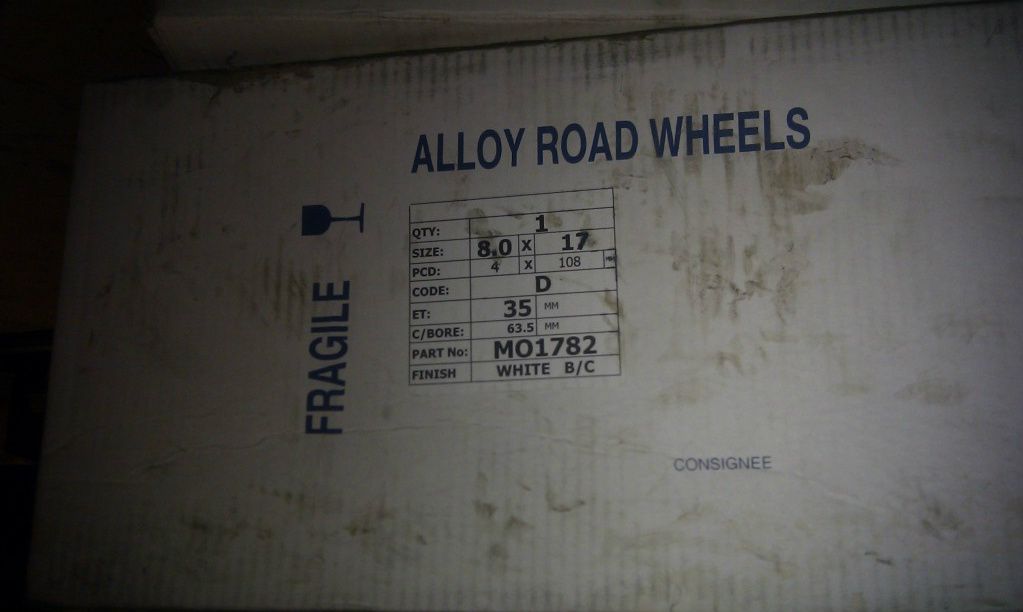 ALLOY ROAD WHEELS
FRAGILE
QTY: 1
SIZE: 8.0 X 17
PCD: 4 X 108 MM
CODE: D
ET: 35 MM
C/BORE: 63.5 MM
PART No: MO1782
FINISH WHITE B/C
CONSIGNEE